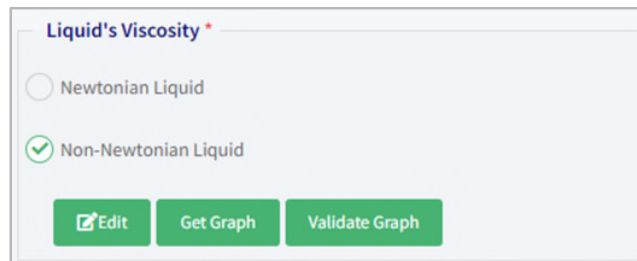 Liquid's Viscosity *
Newtonian Liquid
Non-Newtonian Liquid
Edit Get Graph Validate Graph